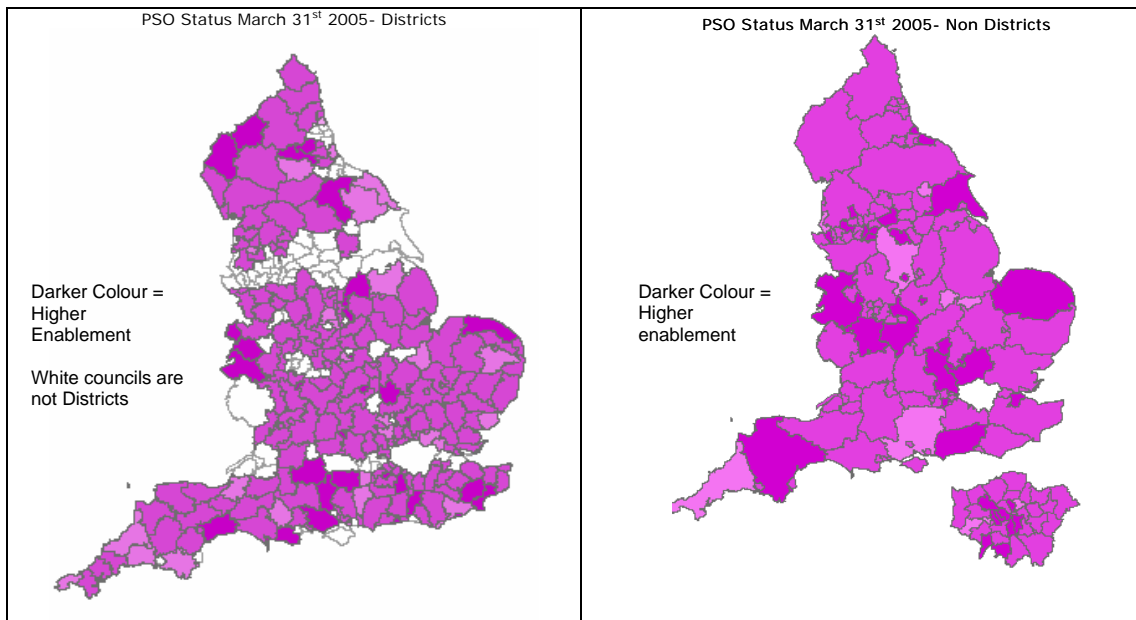 PSO Status March 31st 2005- Districts
Darker Colour =
Higher
Enablement
White councils are
not Districts
PSO Status March 31st 2005- Non Districts
Darker Colour =
Higher
enablement